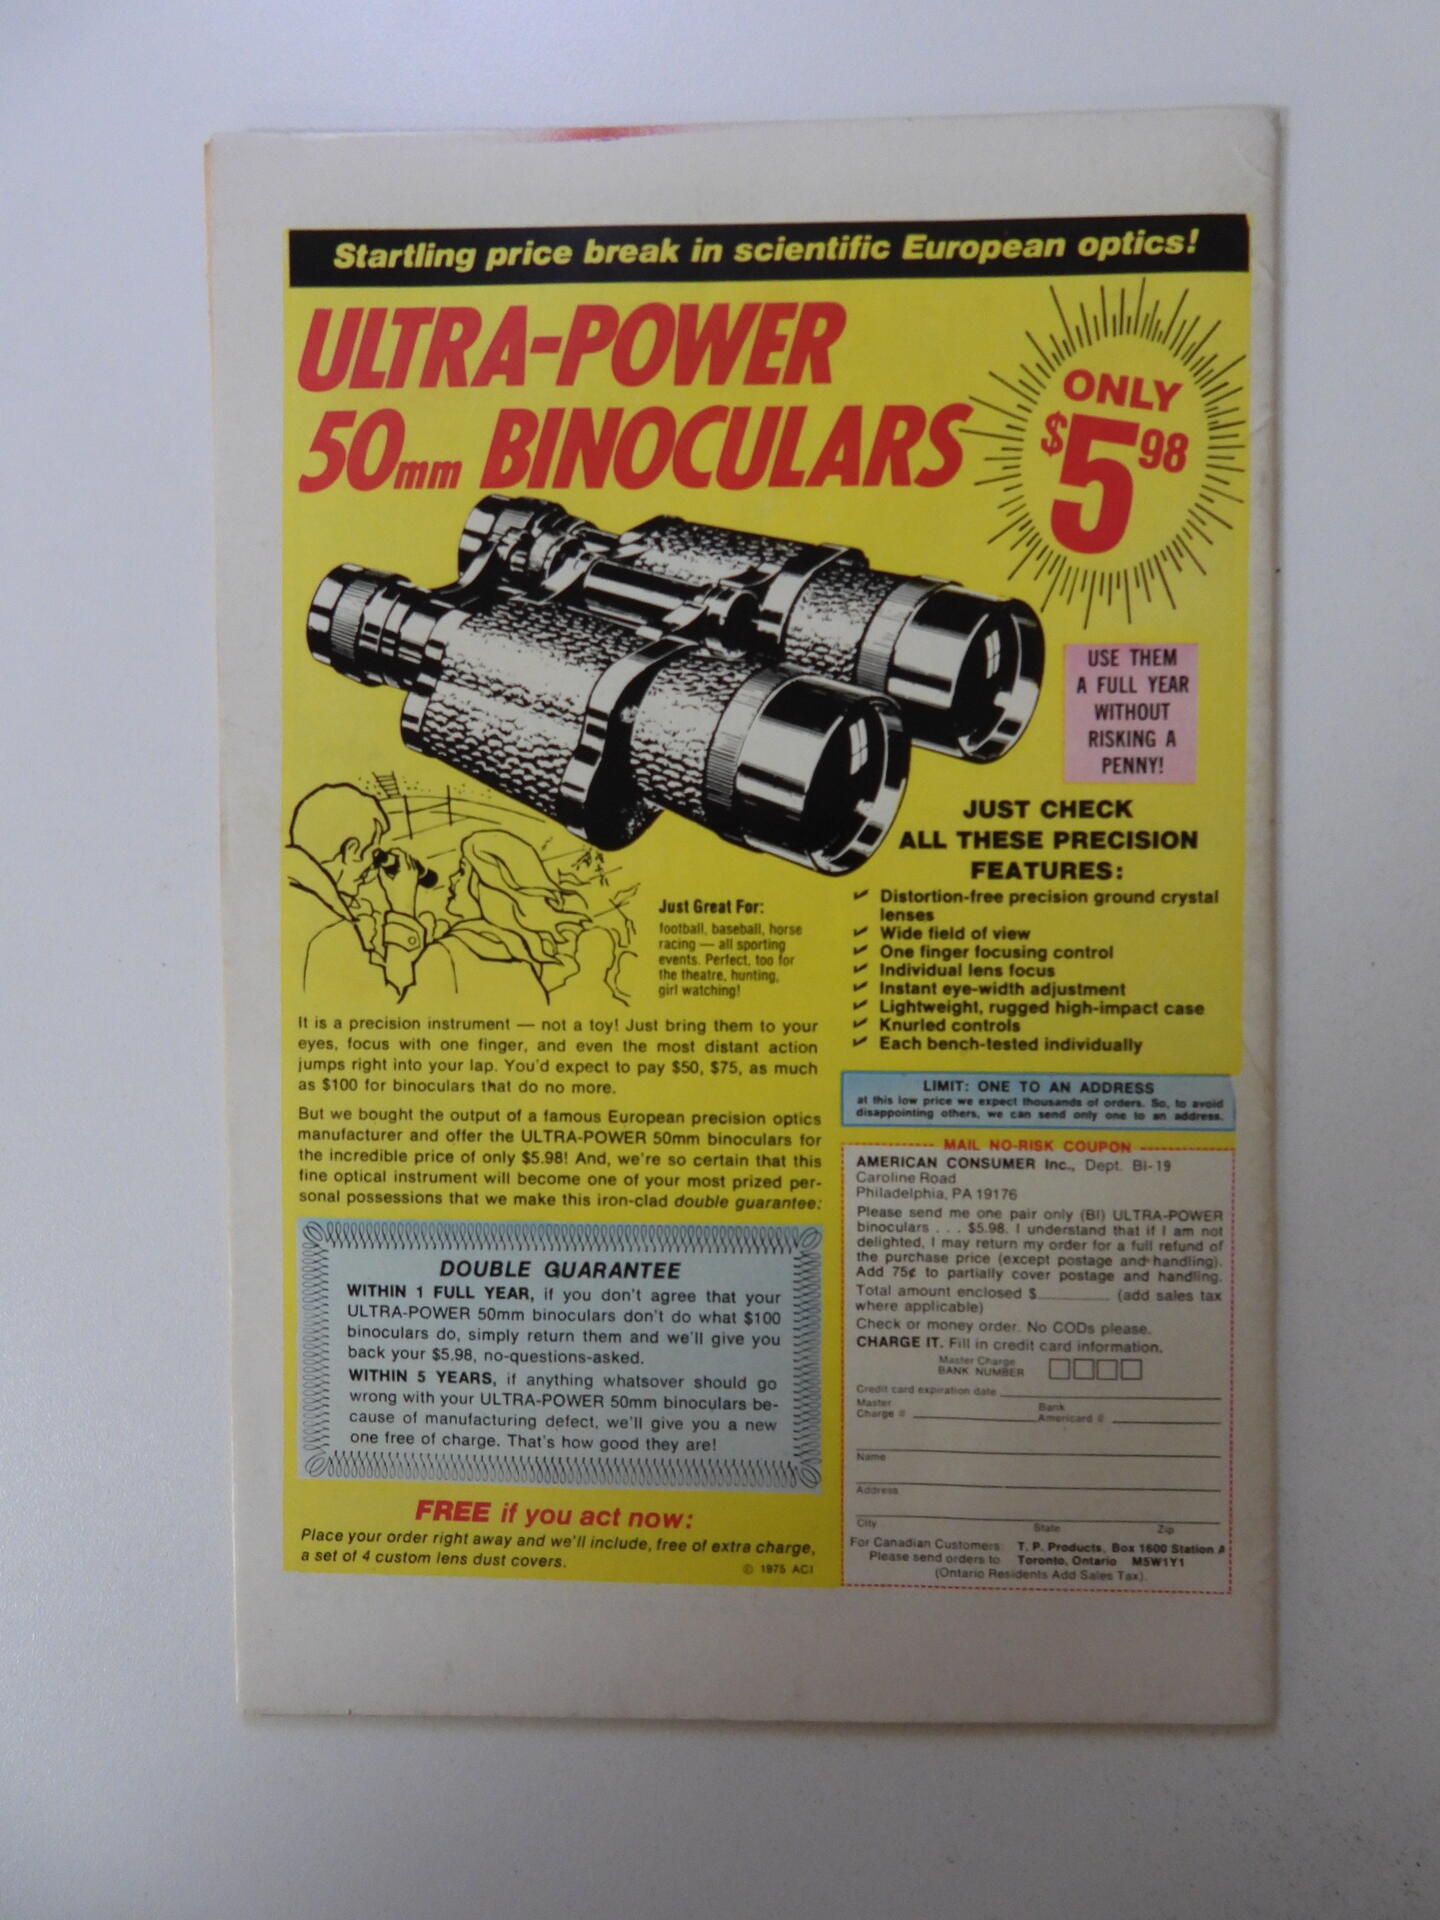 Startling price break in scientific European optics!
ULTRA-POWER
50mm BINOCULARS
ONLY
$5 98
USE THEM
A FULL YEAR
WITHOUT
RISKING A
PENNY!
JUST CHECK
ALL THESE PRECISION
FEATURES:
✔ Distortion-free precision ground crystal
lenses
✔ Wide field of view
✔ One finger focusing control
✔ Individual lens focus
✔ Instant eye-width adjustment
✔ Lightweight, rugged high-impact case
✔ Knurled controls
✔ Each bench-tested individually
Just Great For:
football, baseball, horse
racing — all sporting
events. Perfect, too for
the theatre, hunting,
girl watching!
It is a precision instrument — not a toy! Just bring them to your
eyes, focus with one finger, and even the most distant action
jumps right into your lap. You'd expect to pay $50, $75, as much
as $100 for binoculars that do no more.
But we bought the output of a famous European precision optics
manufacturer and offer the ULTRA-POWER 50mm binoculars for
the incredible price of only $5.98! And, we're so certain that this
fine optical instrument will become one of your most prized per-
sonal possessions that we make this iron-clad double guarantee:
DOUBLE GUARANTEE
WITHIN 1 FULL YEAR, if you don't agree that your
ULTRA-POWER 50mm binoculars don't do what $100
binoculars do, simply return them and we'll give you
back your $5.98, no-questions-asked.
WITHIN 5 YEARS, if anything whatsoever should go
wrong with your ULTRA-POWER 50mm binoculars be-
cause of manufacturing defect, we'll give you a new
one free of charge. That's how good they are!
FREE if you act now:
Place your order right away and we'll include, free of extra charge,
a set of 4 custom lens dust covers.
© 1975 ACI
LIMIT: ONE TO AN ADDRESS
at this low price we expect thousands of orders. So, to avoid
disappointing others, we can send only one to an address.
MAIL NO-RISK COUPON
AMERICAN CONSUMER Inc., Dept. BI-19
Caroline Road
Philadelphia, PA 19176
Please send me one pair only (BI) ULTRA-POWER
binoculars . . . $5.98. I understand that if I am not
delighted, I may return my order for a full refund of
the purchase price (except postage and handling).
Add 75¢ to partially cover postage and handling.
Total amount enclosed $________ (add sales tax
where applicable)
Check or money order. No CODs please.
CHARGE IT. Fill in credit card information.
Master Charge
BANK NUMBER
Credit card expiration date
Master
Charge #
Bank
Americard #
Name
Address
City State Zip
For Canadian Customers: T. P. Products, Box 1600 Station A
Please send orders to Toronto, Ontario M5W1Y1
(Ontario Residents Add Sales Tax).